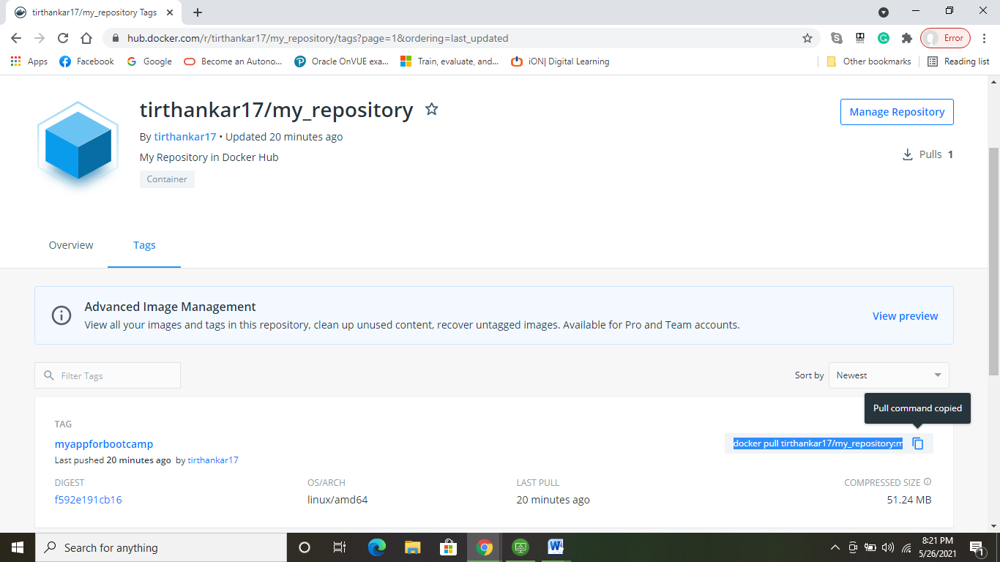 tirthankar17/my_repository Tags
hub.docker.com/r/tirthankar17/my_repository/tags?page=1&ordering=last_updated
Error
Apps
Facebook
Google
Become an Autono...
Oracle OnVUE exa...
Train, evaluate, and...
iON| Digital Learning
Other bookmarks
Reading list
tirthankar17/my_repository
Manage Repository
By tirthankar17 • Updated 20 minutes ago
My Repository in Docker Hub
Pulls 1
Container
Overview
Tags
Advanced Image Management
View all your images and tags in this repository, clean up unused content, recover untagged images. Available for Pro and Team accounts.
View preview
Filter Tags
Sort by
Newest
Pull command copied
TAG
myappforbootcamp
docker pull tirthankar17/my_repository:m
Last pushed 20 minutes ago by tirthankar17
DIGEST
OS/ARCH
LAST PULL
COMPRESSED SIZE
f592e191cb16
linux/amd64
20 minutes ago
51.24 MB
Search for anything
8:21 PM
5/26/2021
1